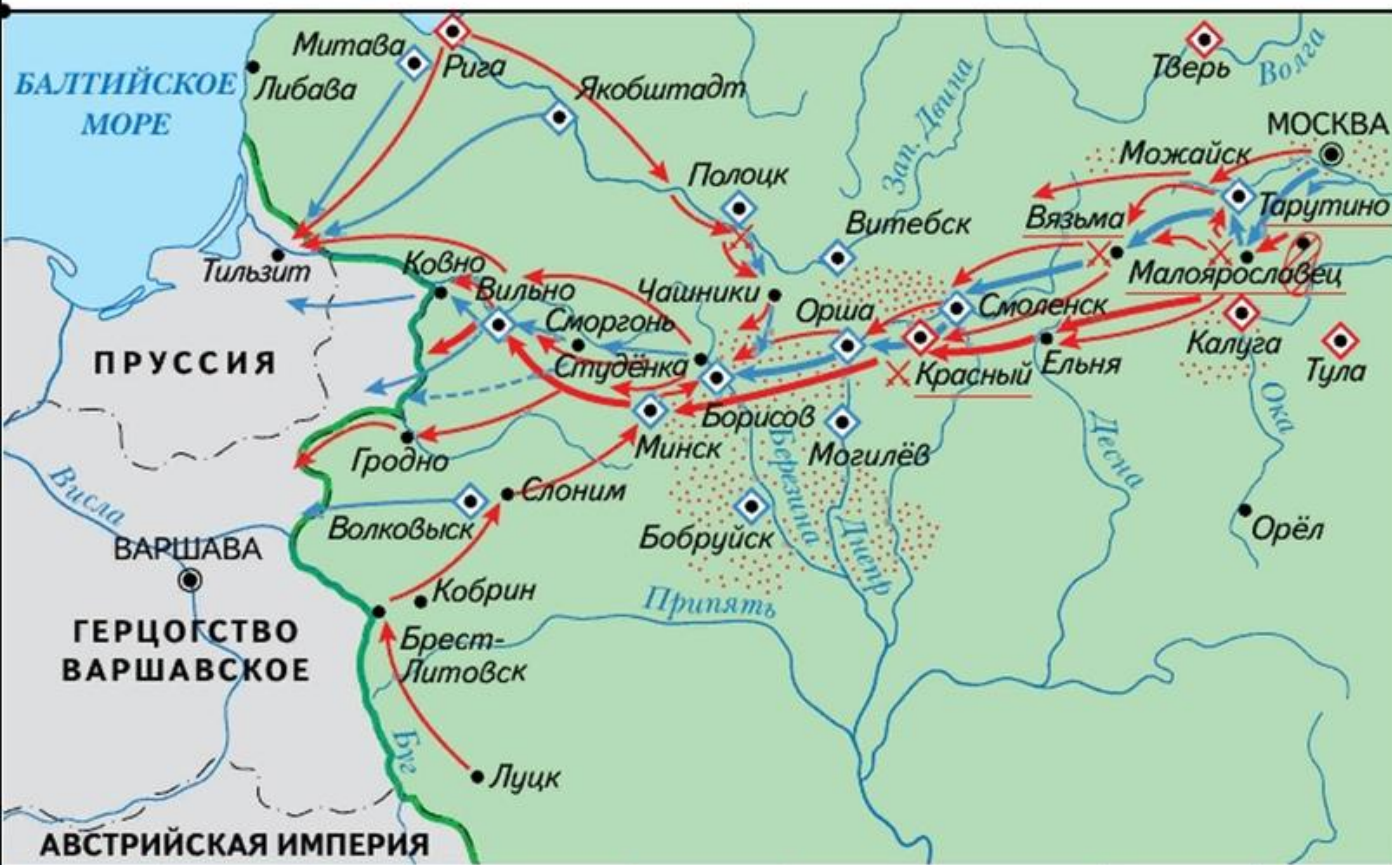 Митава
Рига
Либава
БАЛТИЙСКОЕ
МОРЕ
Якобштадт
Тверь
Волга
Зап. Двина
МОСКВА
Можайск
Полоцк
Тарутино
Вязьма
Витебск
Тильзит
Ковно
Вильно
Чашники
Малоярославец
Орша
Смоленск
Сморгонь
ПРУССИЯ
Студёнка
Калуга
Тула
Красный
Ельня
Борисов
Ока
Минск
Могилёв
Гродно
Березина
Десна
Висла
Слоним
Волковыск
Бобруйск
Днепр
Орёл
ВАРШАВА
Кобрин
Припять
ГЕРЦОГСТВО
ВАРШАВСКОЕ
Брест-
Литовск
Буг
Луцк
АВСТРИЙСКАЯ ИМПЕРИЯ